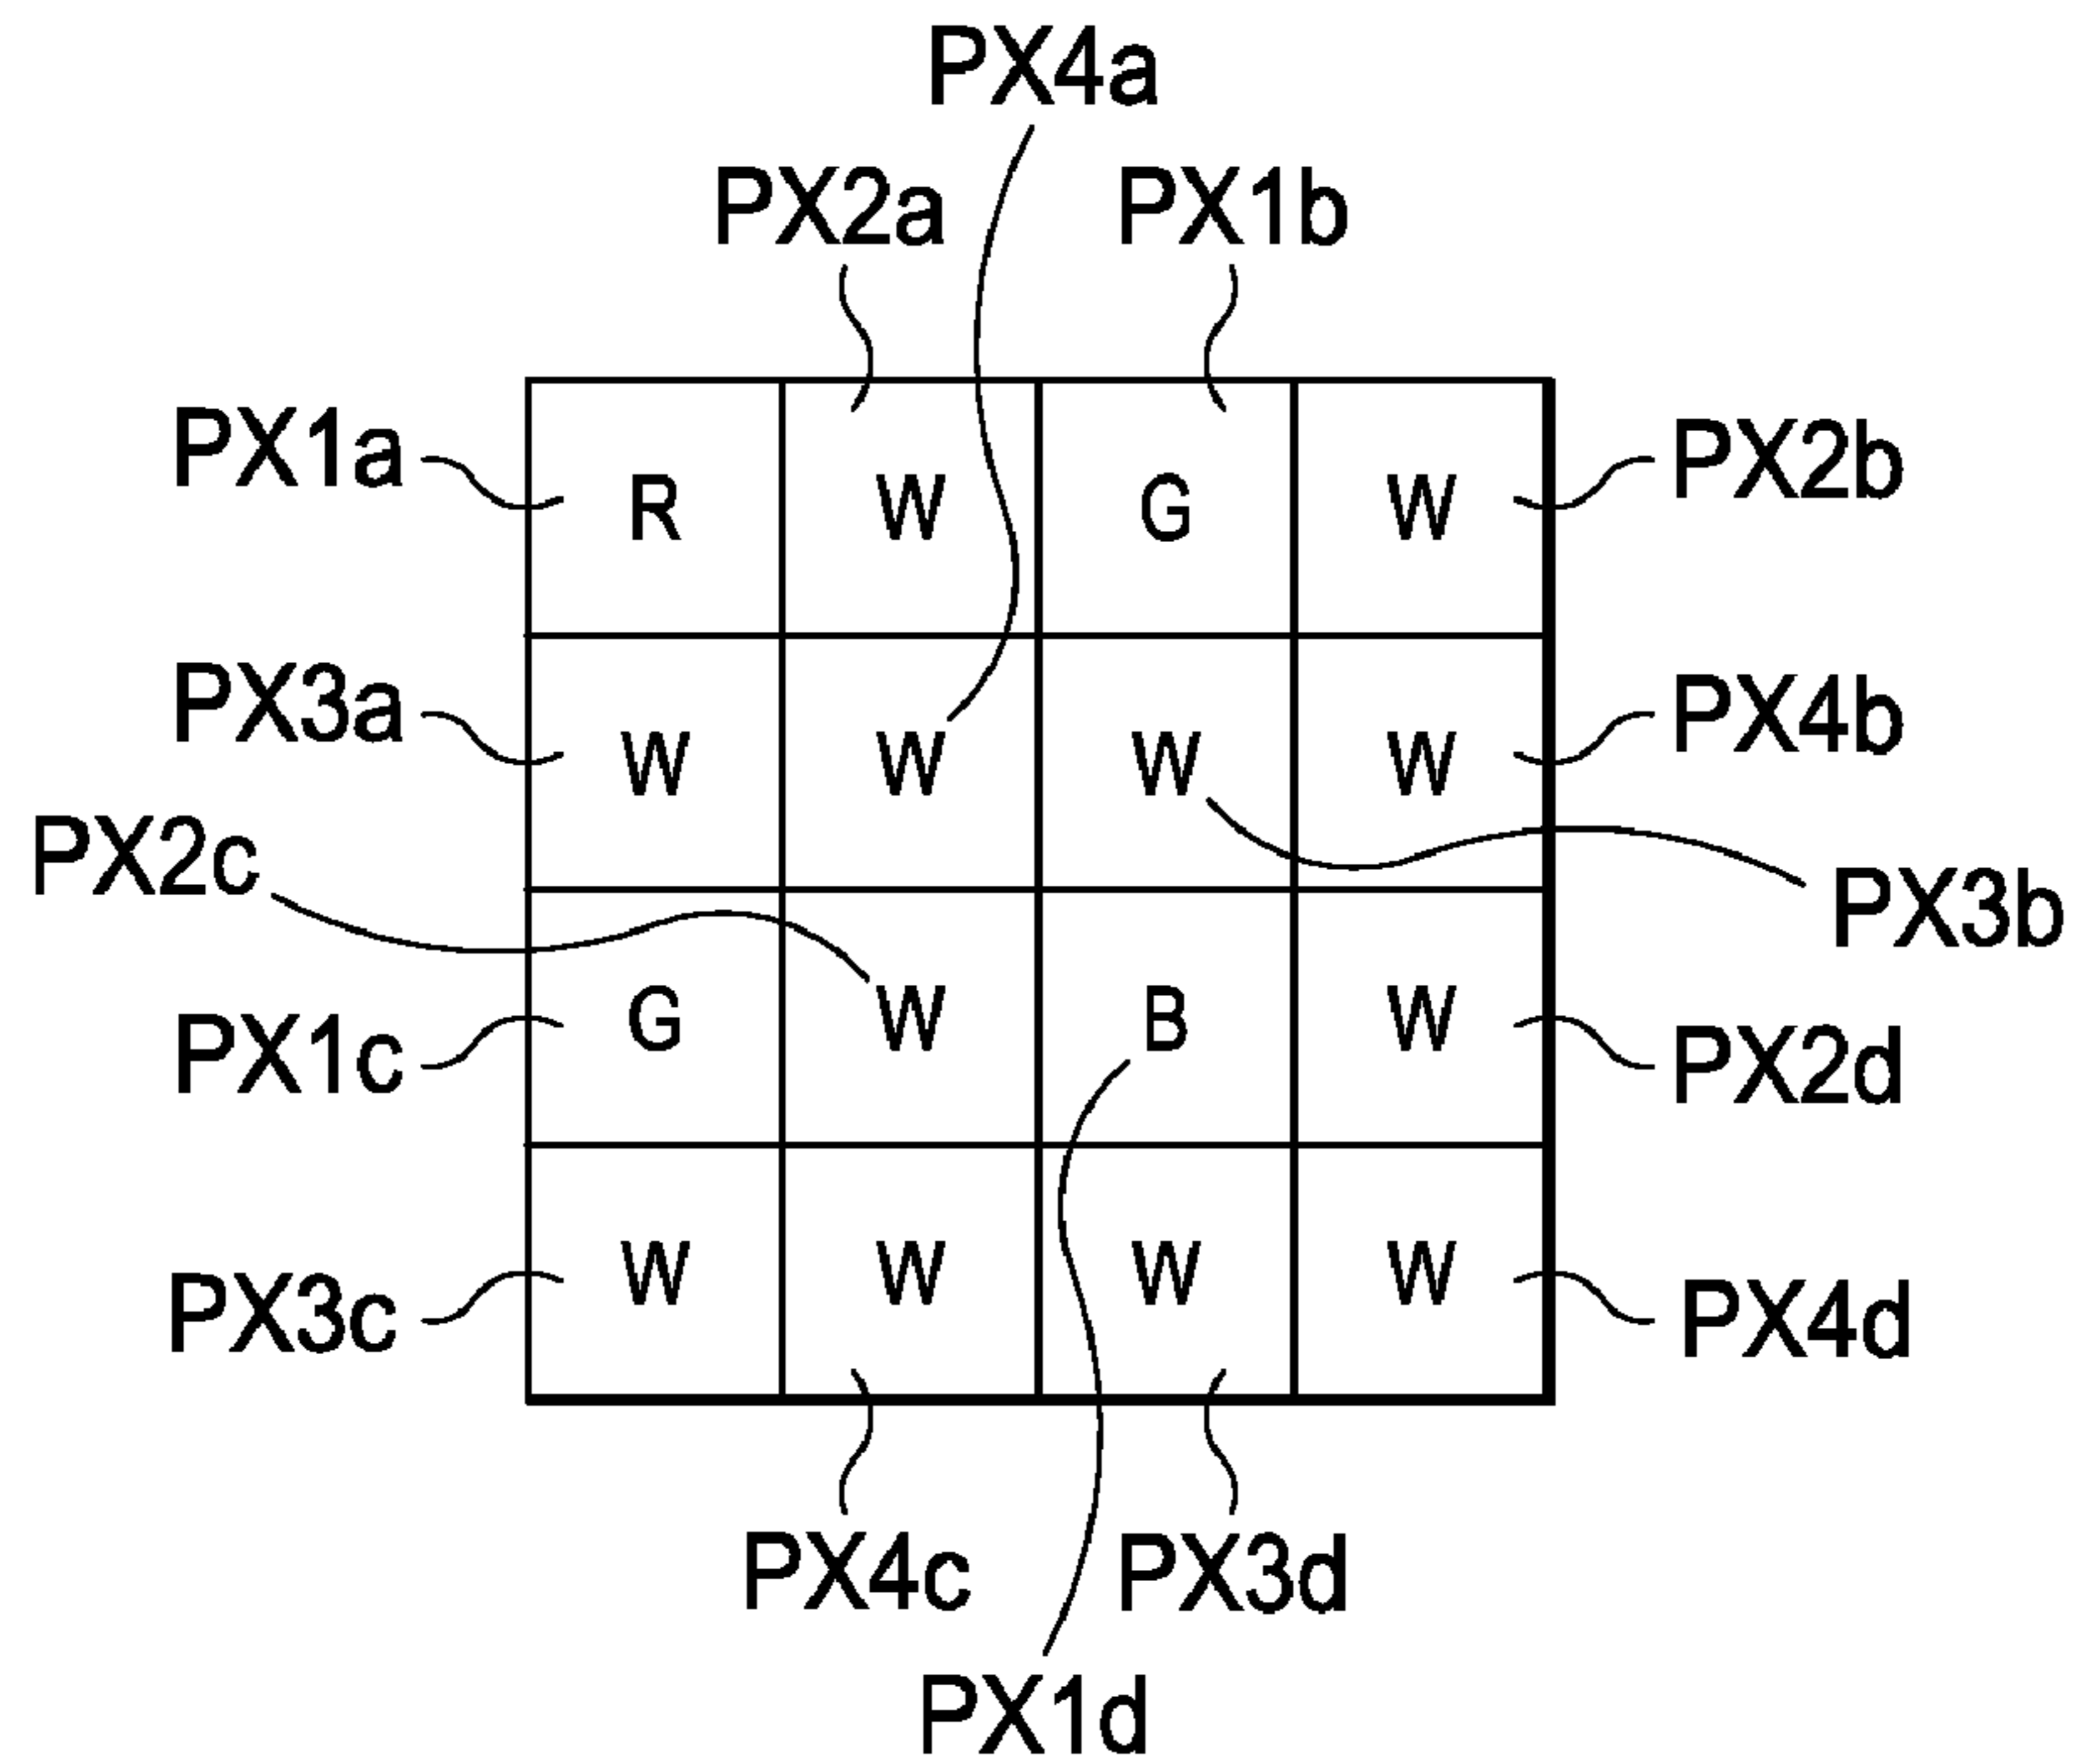 PX4a
PX2a PX1b
PX1a R W G W PX2b
PX3a W W W W PX4b
PX2c PX3b
PX1c G W B W PX2d
PX3c W W W W PX4d
PX4c PX3d
PX1d